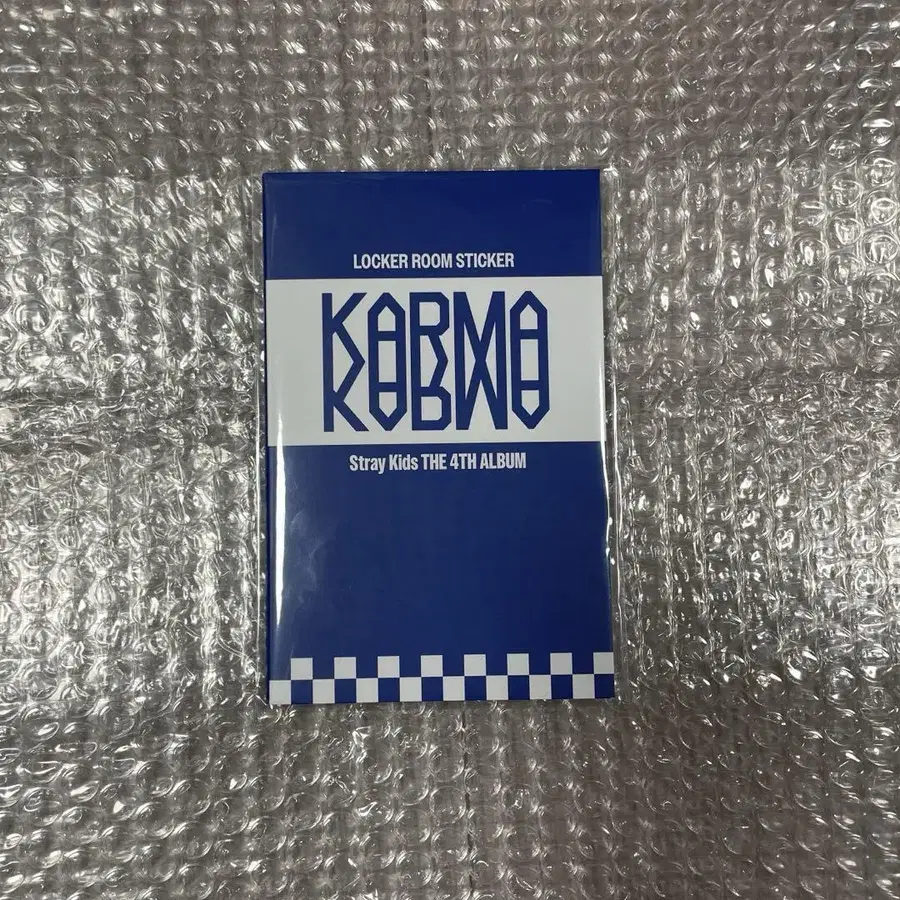 LOCKER ROOM STICKER
KARMA
Stray Kids THE 4TH ALBUM